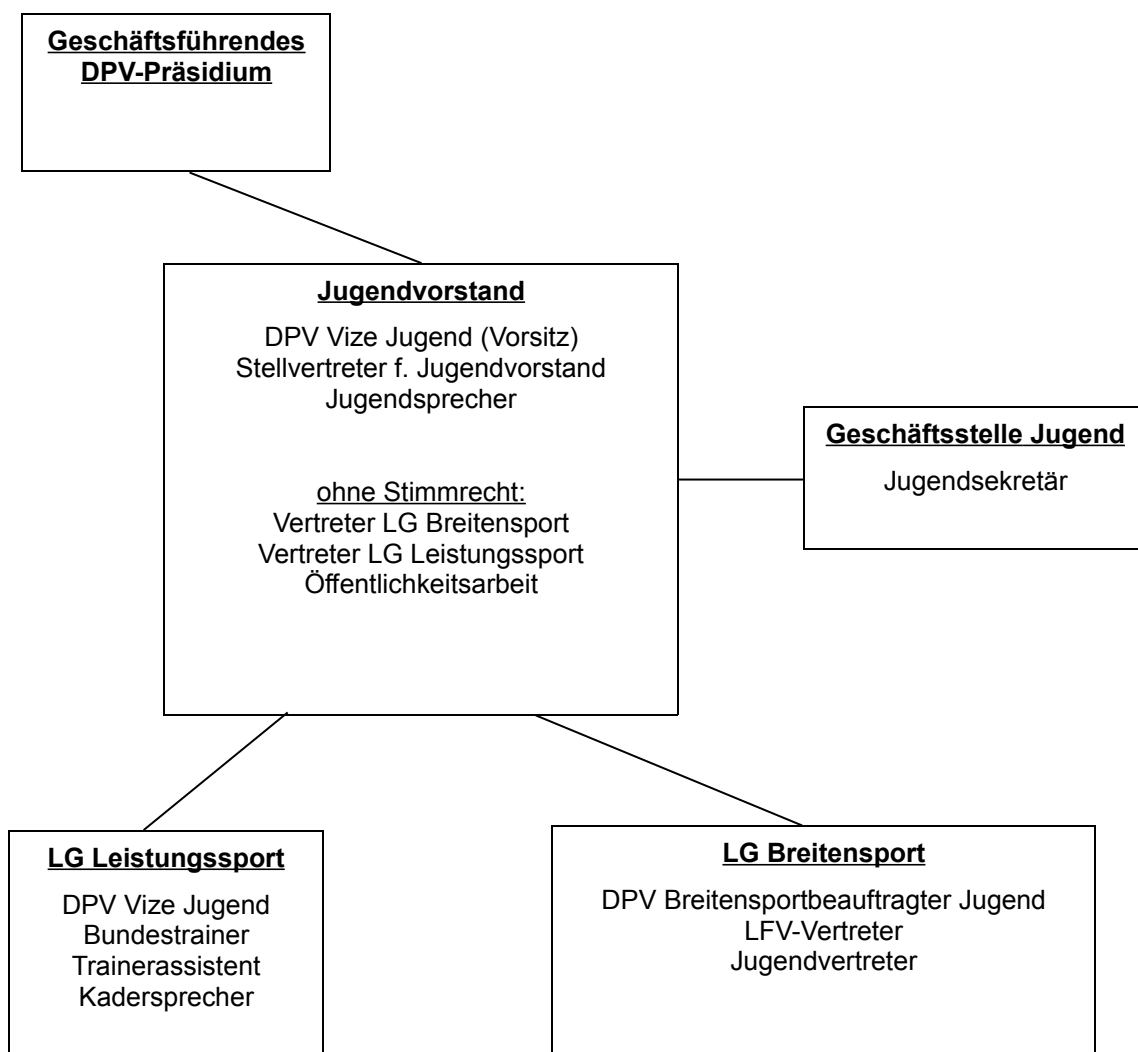 Geschäftsführendes
DPV-Präsidium
Jugendvorstand
DPV Vize Jugend (Vorsitz)
Stellvertreter f. Jugendvorstand
Jugendsprecher
ohne Stimmrecht:
Vertreter LG Breitensport
Vertreter LG Leistungssport
Öffentlichkeitsarbeit
Geschäftsstelle Jugend
Jugendsekretär
LG Leistungssport
DPV Vize Jugend
Bundestrainer
Trainerassistent
Kadersprecher
LG Breitensport
DPV Breitensportbeauftragter Jugend
LFV-Vertreter
Jugendvertreter